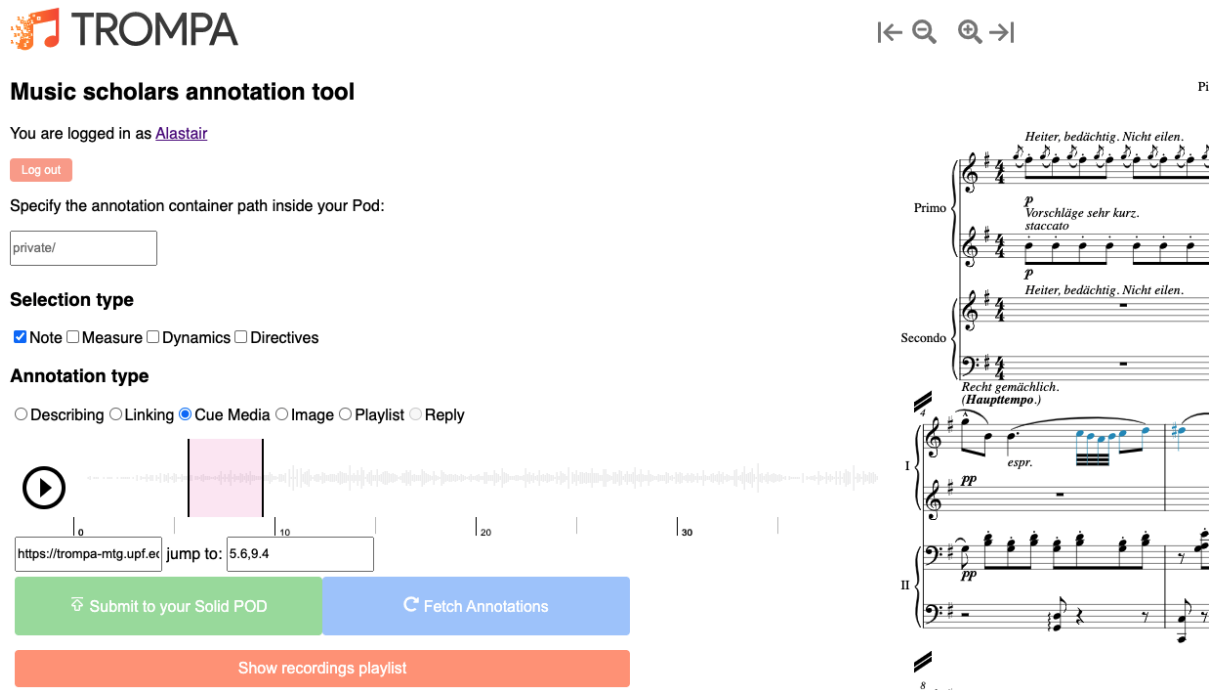 TROMPA
Music scholars annotation tool
You are logged in as Alastair
Log out
Specify the annotation container path inside your Pod:
private/
Selection type
Note Measure Dynamics Directives
Annotation type
Describing Linking Cue Media Image Playlist Reply
0 10 20 30
https://trompa-mtg.upf.ec jump to: 5.6,9.4
Submit to your Solid POD Fetch Annotations
Show recordings playlist
Pi
Heiter, bedächtig. Nicht eilen.
Primo
p
Vorschläge sehr kurz.
staccato
p
Heiter, bedächtig. Nicht eilen.
Secondo
Recht gemächlich.
(Haupttempo.)
4
I
espr.
pp
pp
II
8